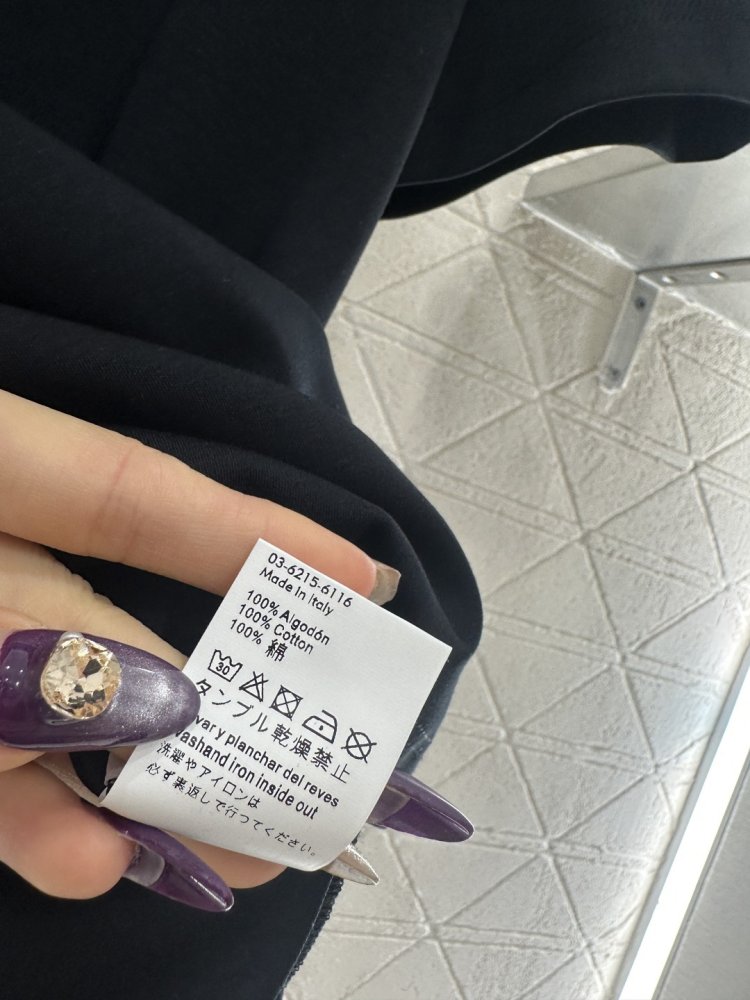 03-6215-6116
Made in Italy
100% Algodón
100% Cotton
100% 綿
30
タンブル乾燥禁止
planchar del reves
and iron inside out
洗濯やアイロンは
必ず裏返しで行ってください。